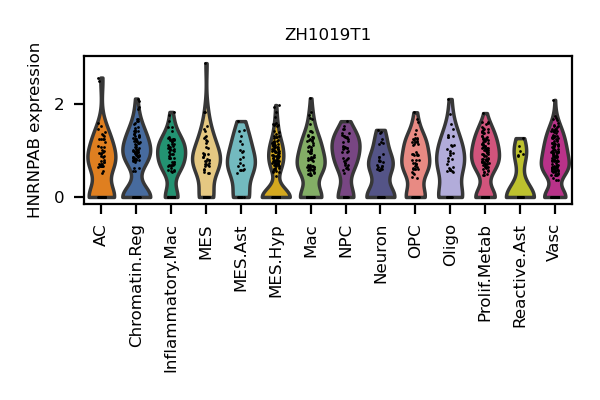 ZH1019T1
HNRNPAB expression
2
0
AC
Chromatin.Reg
Inflammatory.Mac
MES
MES.Ast
MES.Hyp
Mac
NPC
Neuron
OPC
Oligo
Prolif.Metab
Reactive.Ast
Vasc